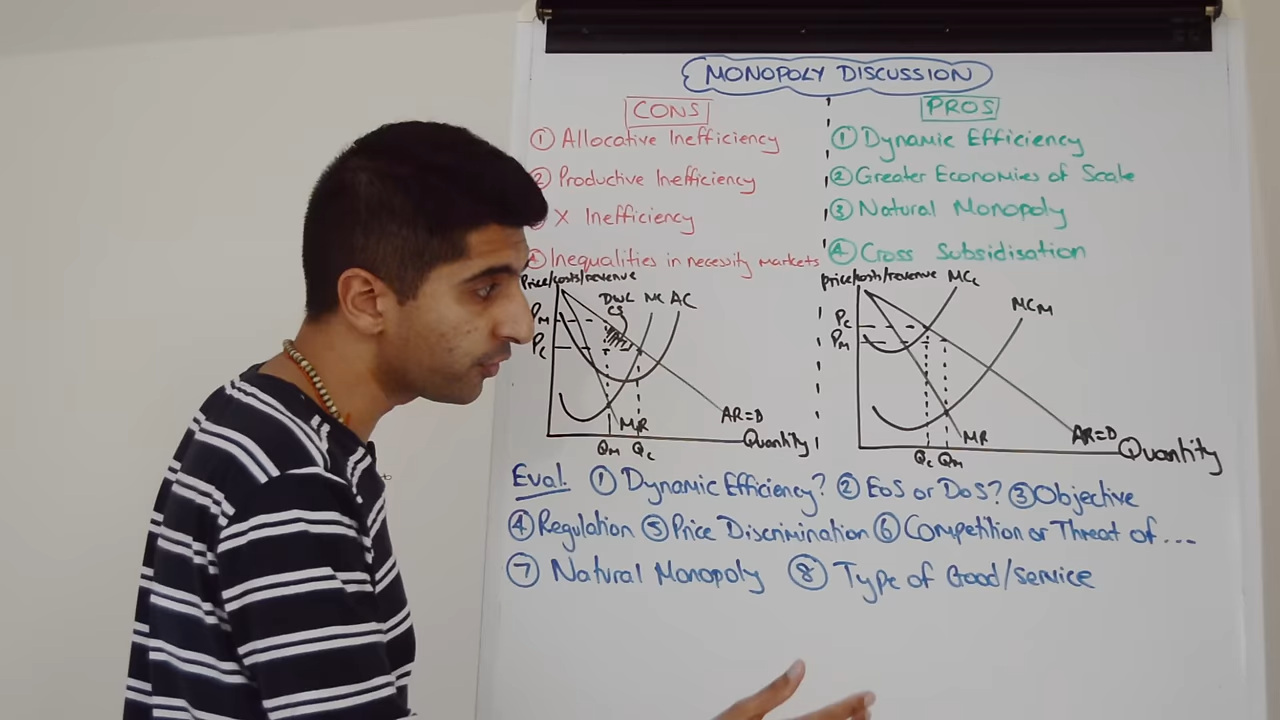 MONOPOLY DISCUSSION
CONS
① Allocative Inefficiency
② Productive Inefficiency
X Inefficiency
④ Inequalities in necessity markets
Price/costs/revenue
DWL
CS
MC
AC
PM
PC
MR
AR=D
QM
QC
Quantity
PROS
① Dynamic Efficiency
② Greater Economies of Scale
③ Natural Monopoly
④ Cross Subsidisation
Price/costs/revenue
MCC
MCM
PC
PM
MR
AR=D
QC
QM
Quantity
Eval. ① Dynamic Efficiency? ② EoS or DoS? ③ Objective
④ Regulation ⑤ Price Discrimination ⑥ Competition or Threat of...
⑦ Natural Monopoly ⑧ Type of Good/service